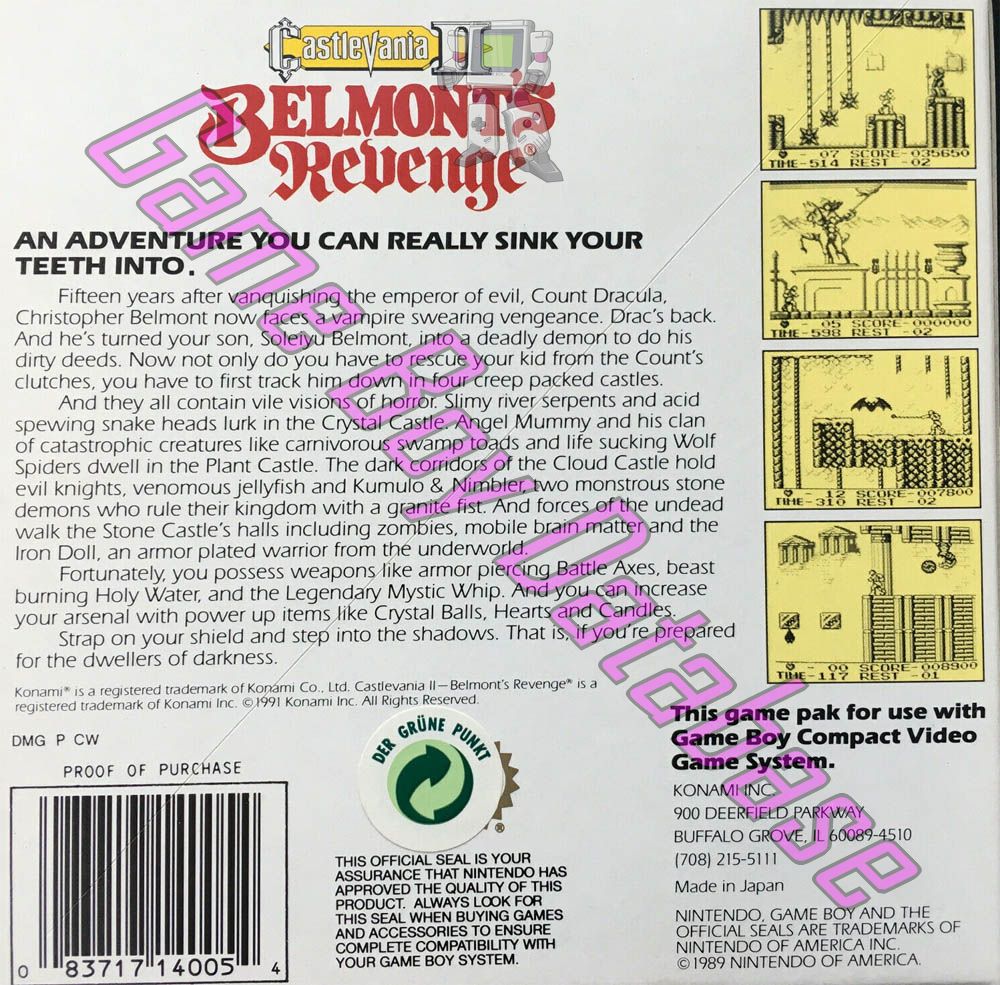 Castlevania II
BELMONT'S
Revenge®
AN ADVENTURE YOU CAN REALLY SINK YOUR
TEETH INTO.
Fifteen years after vanquishing the emperor of evil, Count Dracula,
Christopher Belmont now faces a vampire swearing vengeance. Drac's back.
And he's turned your son, Soleiyu Belmont, into a deadly demon to do his
dirty deeds. Now not only do you have to rescue your kid from the Count's
clutches, you have to first track him down in four creep packed castles.
And they all contain vile visions of horror. Slimy river serpents and acid
spewing snake heads lurk in the Crystal Castle. Angel Mummy and his clan
of catastrophic creatures like carnivorous swamp toads and life sucking Wolf
Spiders dwell in the Plant Castle. The dark corridors of the Cloud Castle hold
evil knights, venomous jellyfish and Kumulo & Nimbler, two monstrous stone
demons who rule their kingdom with a granite fist. And forces of the undead
walk the Stone Castle's halls including zombies, mobile brain matter and the
Iron Doll, an armor plated warrior from the underworld.
Fortunately, you possess weapons like armor piercing Battle Axes, beast
burning Holy Water, and the Legendary Mystic Whip. And you can increase
your arsenal with power up items like Crystal Balls, Hearts and Candles.
Strap on your shield and step into the shadows. That is, if you're prepared
for the dwellers of darkness.
Konami® is a registered trademark of Konami Co., Ltd. Castlevania II—Belmont's Revenge® is a
registered trademark of Konami Inc. ©1991 Konami Inc. All Rights Reserved.
DMG P CW
PROOF OF PURCHASE
0 83717 14005 4
DER GRÜNE PUNKT
®
THIS OFFICIAL SEAL IS YOUR
ASSURANCE THAT NINTENDO HAS
APPROVED THE QUALITY OF THIS
PRODUCT. ALWAYS LOOK FOR
THIS SEAL WHEN BUYING GAMES
AND ACCESSORIES TO ENSURE
COMPLETE COMPATIBILITY WITH
YOUR GAME BOY SYSTEM.
- 07 SCORE-035650
TIME-514 REST -02
- 05 SCORE-090000
TIME-598 REST -02
- 12 SCORE-007800
TIME-310 REST -02
- 00 SCORE-008900
TIME-117 REST -01
This game pak for use with
Game Boy Compact Video
Game System.
KONAMI INC.
900 DEERFIELD PARKWAY
BUFFALO GROVE, IL 60089-4510
(708) 215-5111
Made in Japan
NINTENDO, GAME BOY AND THE
OFFICIAL SEALS ARE TRADEMARKS OF
NINTENDO OF AMERICA INC.
©1989 NINTENDO OF AMERICA.
Game Boy Database